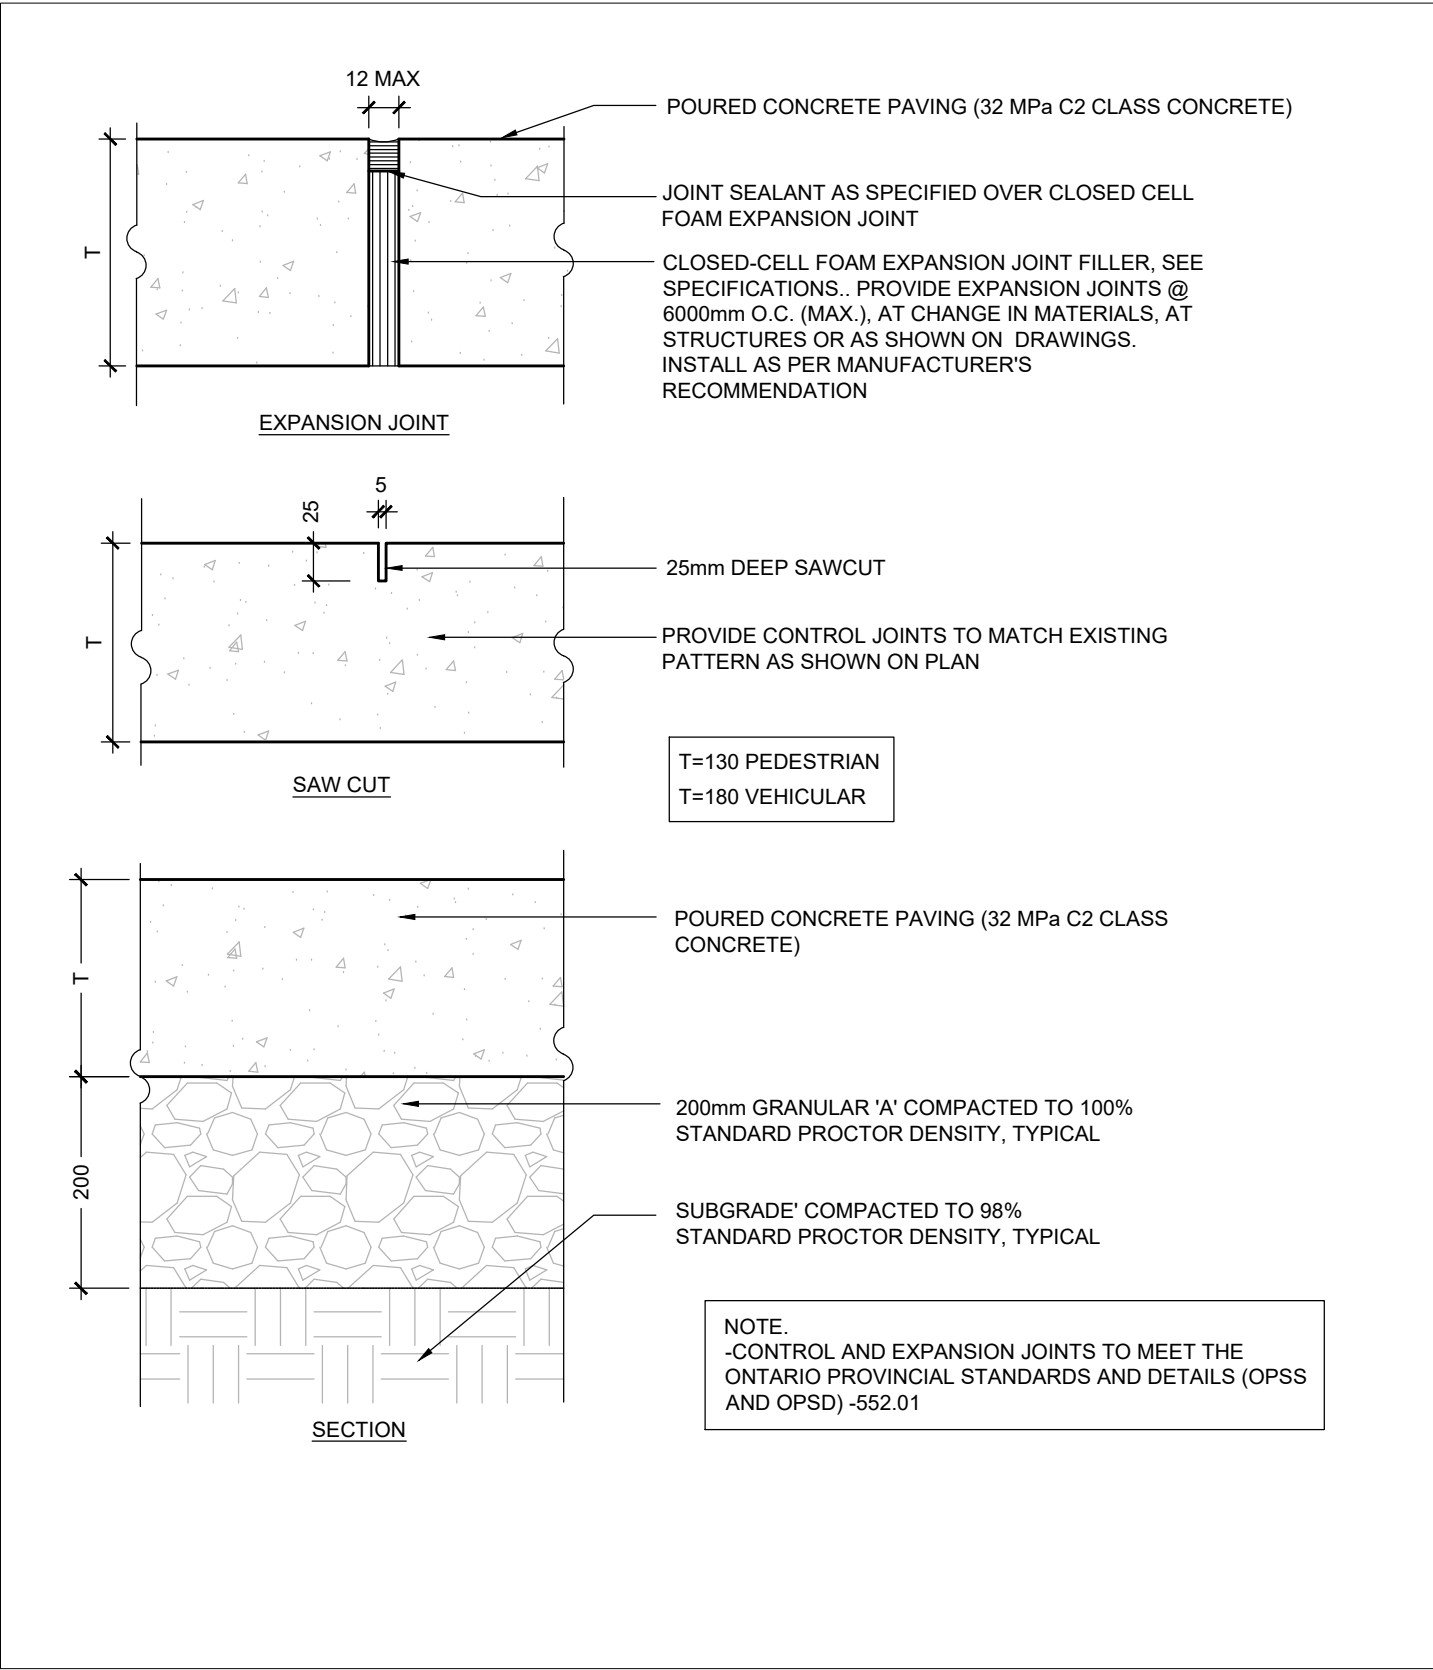 12 MAX
POURED CONCRETE PAVING (32 MPa C2 CLASS CONCRETE)
JOINT SEALANT AS SPECIFIED OVER CLOSED CELL
FOAM EXPANSION JOINT
T
CLOSED-CELL FOAM EXPANSION JOINT FILLER, SEE
SPECIFICATIONS.. PROVIDE EXPANSION JOINTS @
6000mm O.C. (MAX.), AT CHANGE IN MATERIALS, AT
STRUCTURES OR AS SHOWN ON DRAWINGS.
INSTALL AS PER MANUFACTURER'S
RECOMMENDATION
EXPANSION JOINT
5
25
25mm DEEP SAWCUT
T
PROVIDE CONTROL JOINTS TO MATCH EXISTING
PATTERN AS SHOWN ON PLAN
SAW CUT
T=130 PEDESTRIAN
T=180 VEHICULAR
POURED CONCRETE PAVING (32 MPa C2 CLASS
CONCRETE)
T
200mm GRANULAR 'A' COMPACTED TO 100%
STANDARD PROCTOR DENSITY, TYPICAL
200
SUBGRADE' COMPACTED TO 98%
STANDARD PROCTOR DENSITY, TYPICAL
NOTE.
-CONTROL AND EXPANSION JOINTS TO MEET THE
ONTARIO PROVINCIAL STANDARDS AND DETAILS (OPSS
AND OPSD) -552.01
SECTION